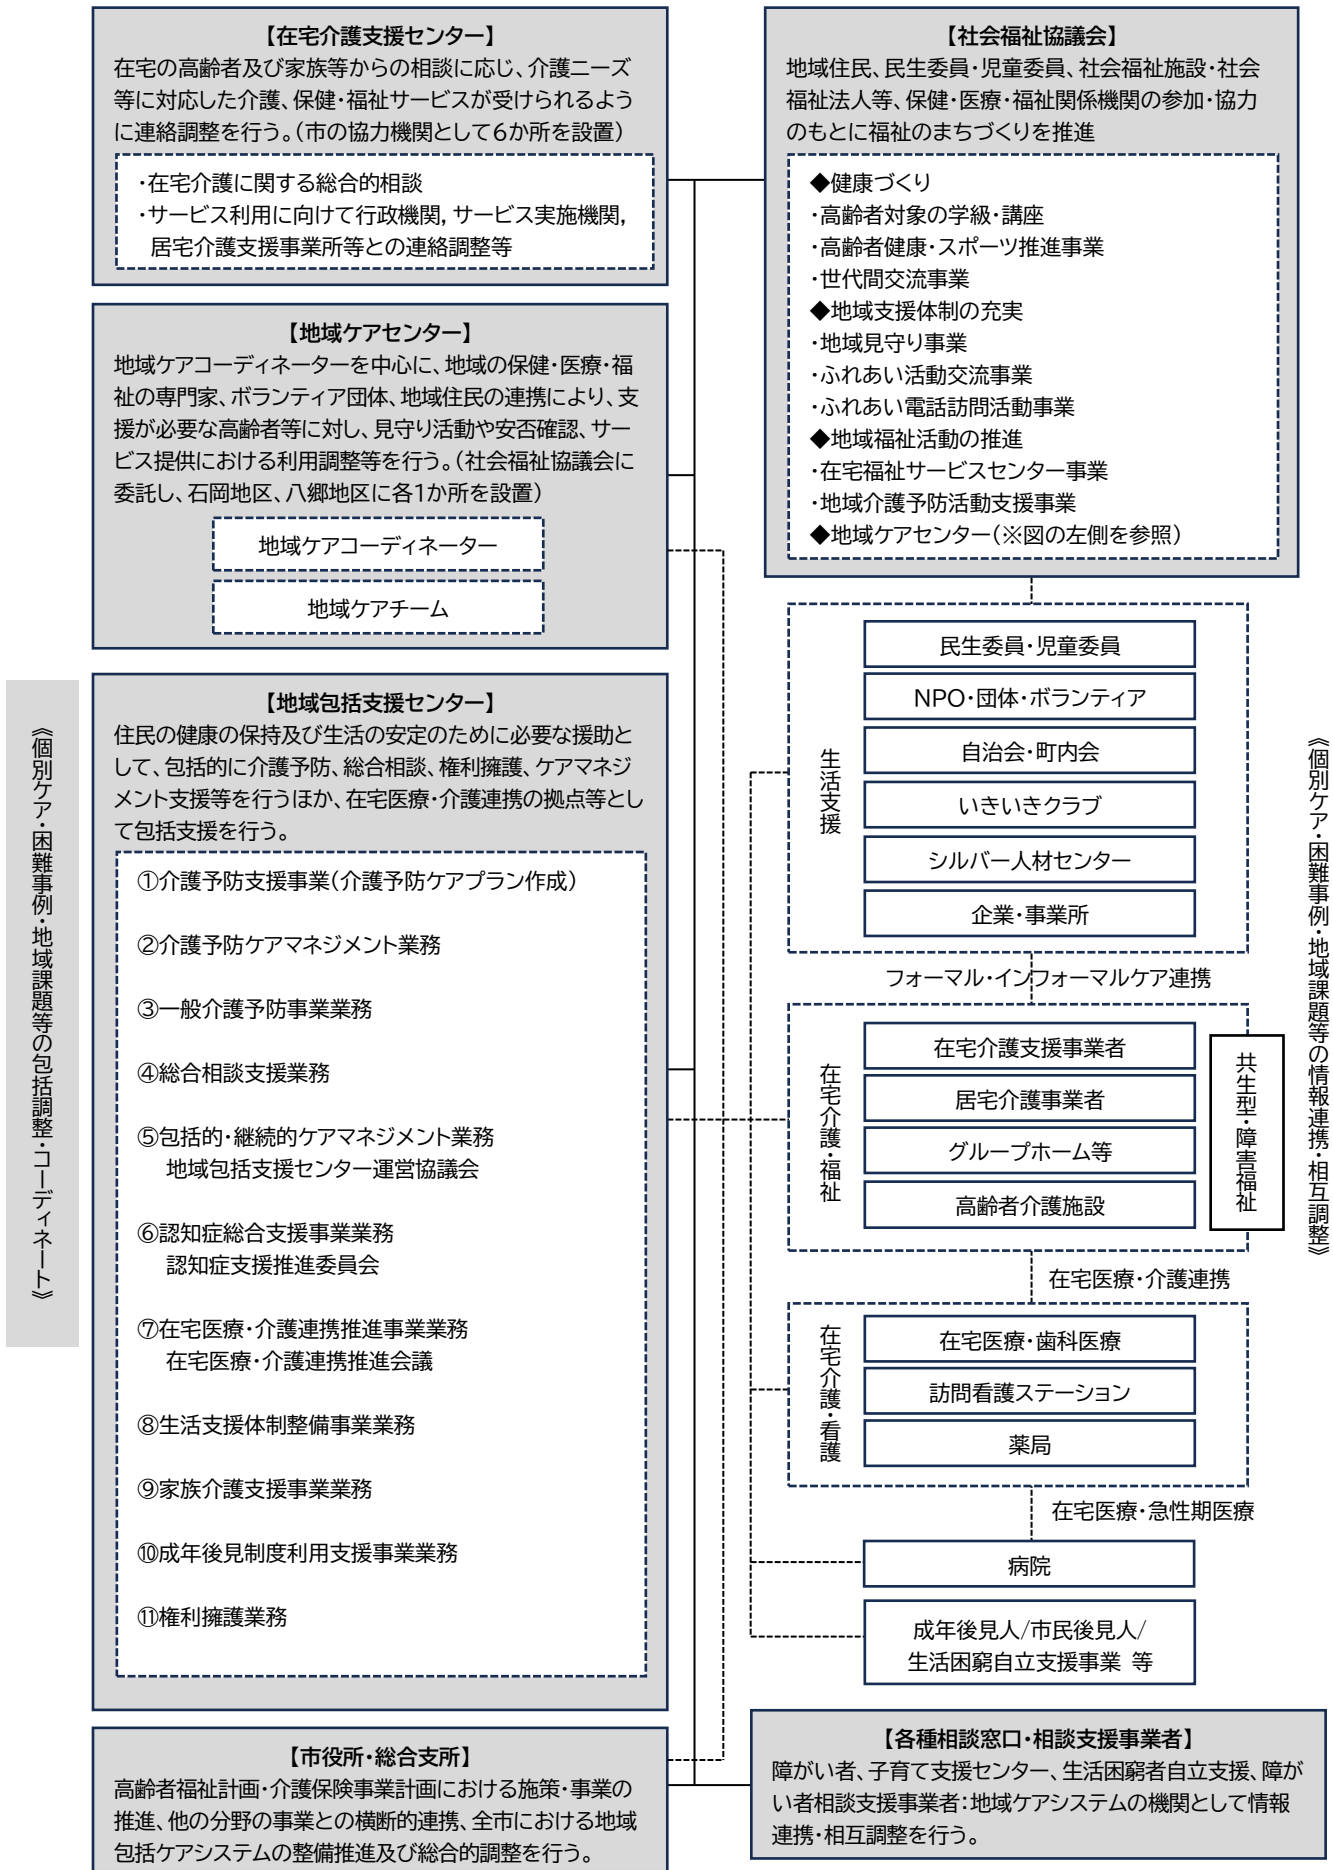 【在宅介護支援センター】
在宅の高齢者及び家族等からの相談に応じ、介護ニーズ
等に対応した介護、保健・福祉サービスが受けられるよう
に連絡調整を行う。(市の協力機関として6か所を設置)
・在宅介護に関する総合的相談
・サービス利用に向けて行政機関，サービス実施機関，
居宅介護支援事業所等との連絡調整等
【地域ケアセンター】
地域ケアコーディネーターを中心に、地域の保健・医療・福
祉の専門家、ボランティア団体、地域住民の連携により、支
援が必要な高齢者等に対し、見守り活動や安否確認、サー
ビス提供における利用調整等を行う。(社会福祉協議会に
委託し、石岡地区、八郷地区に各1か所を設置)
地域ケアコーディネーター
地域ケアチーム
《個別ケア・困難事例・地域課題等の包括調整・コーディネート》
【地域包括支援センター】
住民の健康の保持及び生活の安定のために必要な援助と
して、包括的に介護予防、総合相談、権利擁護、ケアマネジ
メント支援等を行うほか、在宅医療・介護連携の拠点等とし
て包括支援を行う。
①介護予防支援事業(介護予防ケアプラン作成)
②介護予防ケアマネジメント業務
③一般介護予防事業業務
④総合相談支援業務
⑤包括的・継続的ケアマネジメント業務
地域包括支援センター運営協議会
⑥認知症総合支援事業業務
認知症支援推進委員会
⑦在宅医療・介護連携推進事業業務
在宅医療・介護連携推進会議
⑧生活支援体制整備事業業務
⑨家族介護支援事業業務
⑩成年後見制度利用支援事業業務
⑪権利擁護業務
【市役所・総合支所】
高齢者福祉計画・介護保険事業計画における施策・事業の
推進、他の分野の事業との横断的連携、全市における地域
包括ケアシステムの整備推進及び総合的調整を行う。
【社会福祉協議会】
地域住民、民生委員・児童委員、社会福祉施設・社会
福祉法人等、保健・医療・福祉関係機関の参加・協力
のもとに福祉のまちづくりを推進
◆健康づくり
・高齢者対象の学級・講座
・高齢者健康・スポーツ推進事業
・世代間交流事業
◆地域支援体制の充実
・地域見守り事業
・ふれあい活動交流事業
・ふれあい電話訪問活動事業
◆地域福祉活動の推進
・在宅福祉サービスセンター事業
・地域介護予防活動支援事業
◆地域ケアセンター(※図の左側を参照)
生活支援
民生委員・児童委員
NPO・団体・ボランティア
自治会・町内会
いきいきクラブ
シルバー人材センター
企業・事業所
フォーマル・インフォーマルケア連携
在宅介護・福祉
在宅介護支援事業者
居宅介護事業者
グループホーム等
高齢者介護施設
共生型・障害福祉
在宅医療・介護連携
在宅介護・看護
在宅医療・歯科医療
訪問看護ステーション
薬局
在宅医療・急性期医療
病院
成年後見人/市民後見人/
生活困窮自立支援事業 等
《個別ケア・困難事例・地域課題等の情報連携・相互調整》
【各種相談窓口・相談支援事業者】
障がい者、子育て支援センター、生活困窮者自立支援、障が
い者相談支援事業者:地域ケアシステムの機関として情報
連携・相互調整を行う。